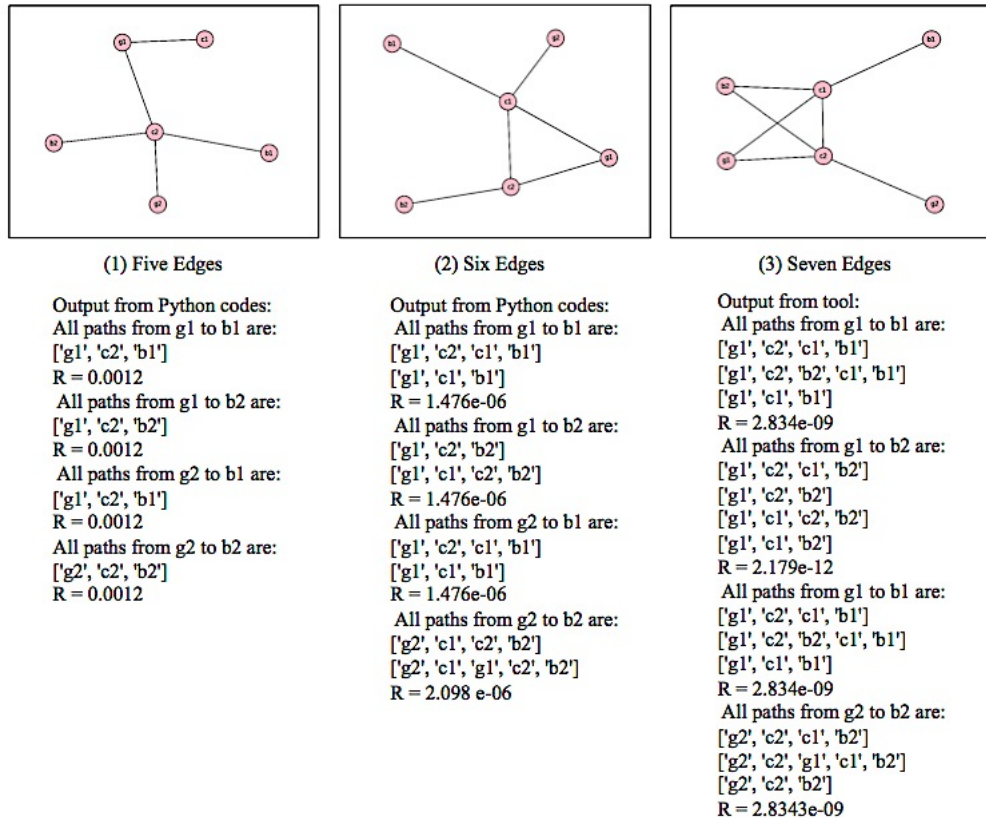 g1
c1
c2
b2
b1
g2
(1) Five Edges
Output from Python codes:
All paths from g1 to b1 are:
['g1', 'c2', 'b1']
R = 0.0012
All paths from g1 to b2 are:
['g1', 'c2', 'b2']
R = 0.0012
All paths from g2 to b1 are:
['g1', 'c2', 'b1']
R = 0.0012
All paths from g2 to b2 are:
['g2', 'c2', 'b2']
R = 0.0012
b1
g2
c1
g1
c2
b2
(2) Six Edges
Output from Python codes:
All paths from g1 to b1 are:
['g1', 'c2', 'c1', 'b1']
['g1', 'c1', 'b1']
R = 1.476e-06
All paths from g1 to b2 are:
['g1', 'c2', 'b2']
['g1', 'c1', 'c2', 'b2']
R = 1.476e-06
All paths from g2 to b1 are:
['g1', 'c2', 'c1', 'b1']
['g1', 'c1', 'b1']
R = 1.476e-06
All paths from g2 to b2 are:
['g2', 'c1', 'c2', 'b2']
['g2', 'c1', 'g1', 'c2', 'b2']
R = 2.098 e-06
b1
b2
c1
g1
c2
g2
(3) Seven Edges
Output from tool:
All paths from g1 to b1 are:
['g1', 'c2', 'c1', 'b1']
['g1', 'c2', 'b2', 'c1', 'b1']
['g1', 'c1', 'b1']
R = 2.834e-09
All paths from g1 to b2 are:
['g1', 'c2', 'c1', 'b2']
['g1', 'c2', 'b2']
['g1', 'c1', 'c2', 'b2']
['g1', 'c1', 'b2']
R = 2.179e-12
All paths from g1 to b1 are:
['g1', 'c2', 'c1', 'b1']
['g1', 'c2', 'b2', 'c1', 'b1']
['g1', 'c1', 'b1']
R = 2.834e-09
All paths from g2 to b2 are:
['g2', 'c2', 'c1', 'b2']
['g2', 'c2', 'g1', 'c1', 'b2']
['g2', 'c2', 'b2']
R = 2.8343e-09